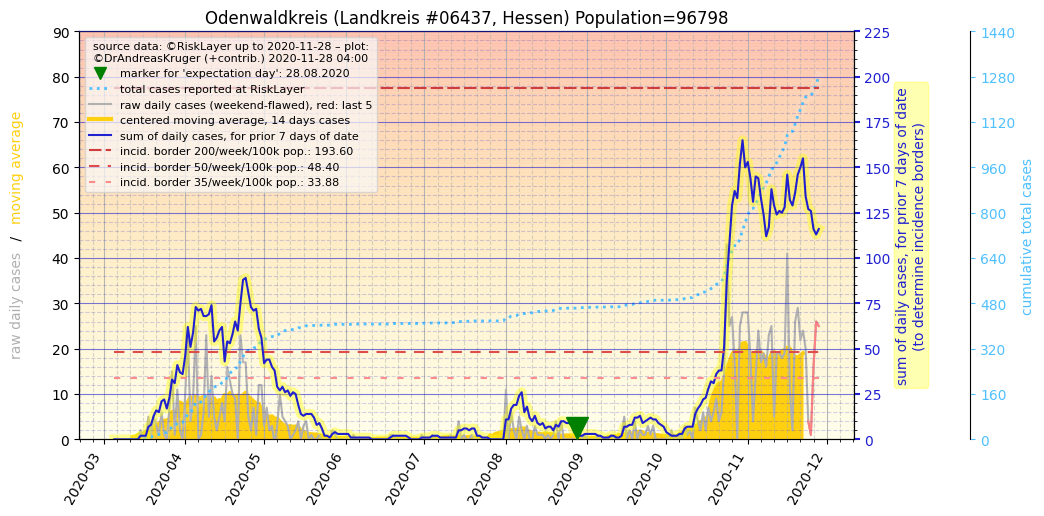 Odenwaldkreis (Landkreis #06437, Hessen) Population=96798
source data: ©RiskLayer up to 2020-11-28 – plot:
©DrAndreasKruger (+contrib.) 2020-11-28 04:00
marker for 'expectation day': 28.08.2020
total cases reported at RiskLayer
raw daily cases (weekend-flawed), red: last 5
centered moving average, 14 days cases
sum of daily cases, for prior 7 days of date
incid. border 200/week/100k pop.: 193.60
incid. border 50/week/100k pop.: 48.40
incid. border 35/week/100k pop.: 33.88
raw daily cases / moving average
90
80
70
60
50
40
30
20
10
0
225
200
175
150
125
100
75
50
25
0
sum of daily cases, for prior 7 days of date
(to determine incidence borders)
1440
1280
1120
960
800
640
480
320
160
0
cumulative total cases
2020-03
2020-04
2020-05
2020-06
2020-07
2020-08
2020-09
2020-10
2020-11
2020-12